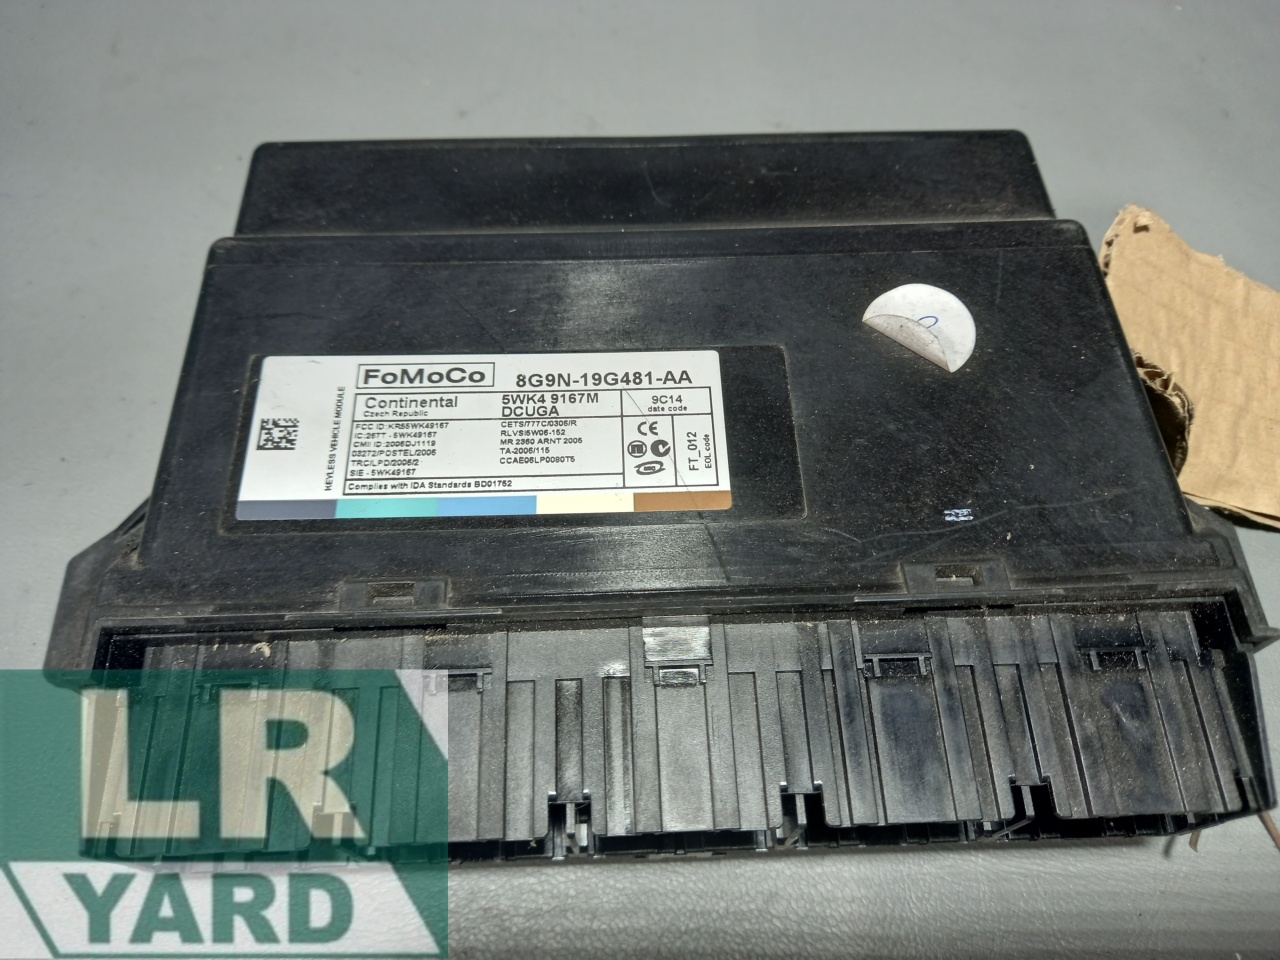 FoMoCo
8G9N-19G481-AA
KEYLESS VEHICLE MODULE
Continental
Czech Republic
5WK4 9167M
DCUGA
9C14
date code
FCC ID:KR55WK49167
IC:267T - 5WK49167
CMII ID:2006DJ1119
03272/POSTEL/2006
TRC/LPD/2006/2
SIE - 5WK49167
CETS/777C/0306/R
RLVSI5W06-152
MR 2360 ARNT 2006
TA-2006/115
CCAE06LP0080T5
CE
FT_012
EOL code
Complies with IDA Standards BD01752
LR
YARD